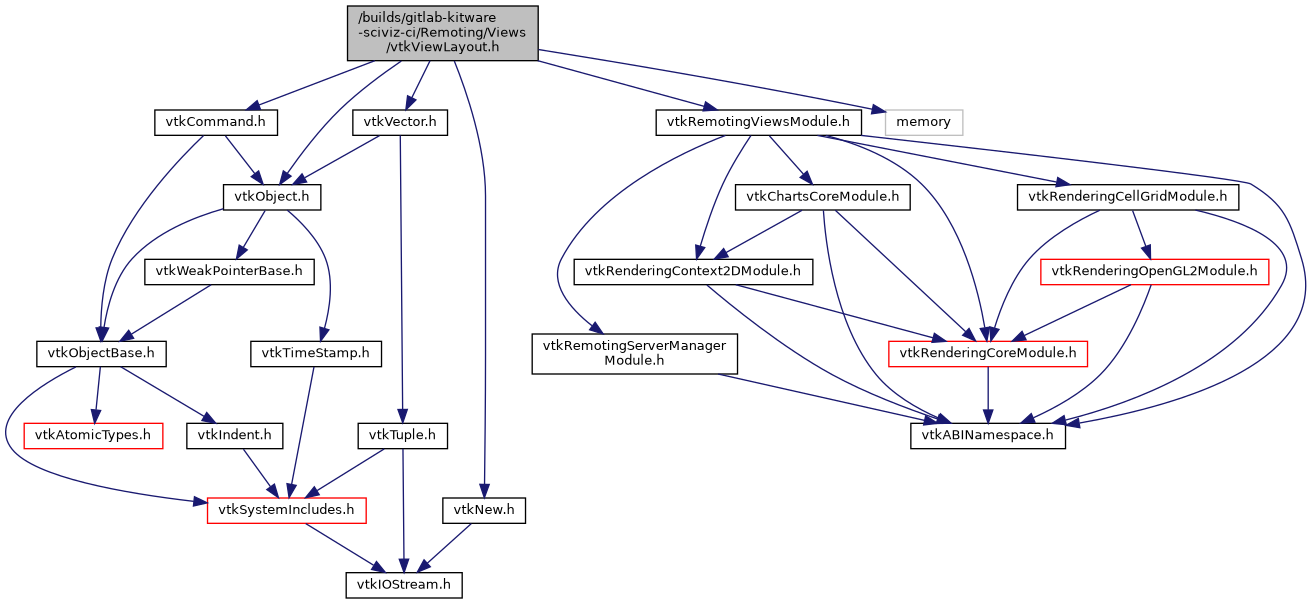 /builds/gitlab-kitware
-sciviz-ci/Remoting/Views
/vtkViewLayout.h
vtkCommand.h
vtkVector.h
vtkRemotingViewsModule.h
memory
vtkObject.h
vtkChartsCoreModule.h
vtkRenderingCellGridModule.h
vtkWeakPointerBase.h
vtkRenderingContext2DModule.h
vtkRenderingOpenGL2Module.h
vtkObjectBase.h
vtkTimeStamp.h
vtkRemotingServerManager
Module.h
vtkRenderingCoreModule.h
vtkAtomicTypes.h
vtkIndent.h
vtkTuple.h
vtkABINamespace.h
vtkSystemIncludes.h
vtkNew.h
vtkIOStream.h